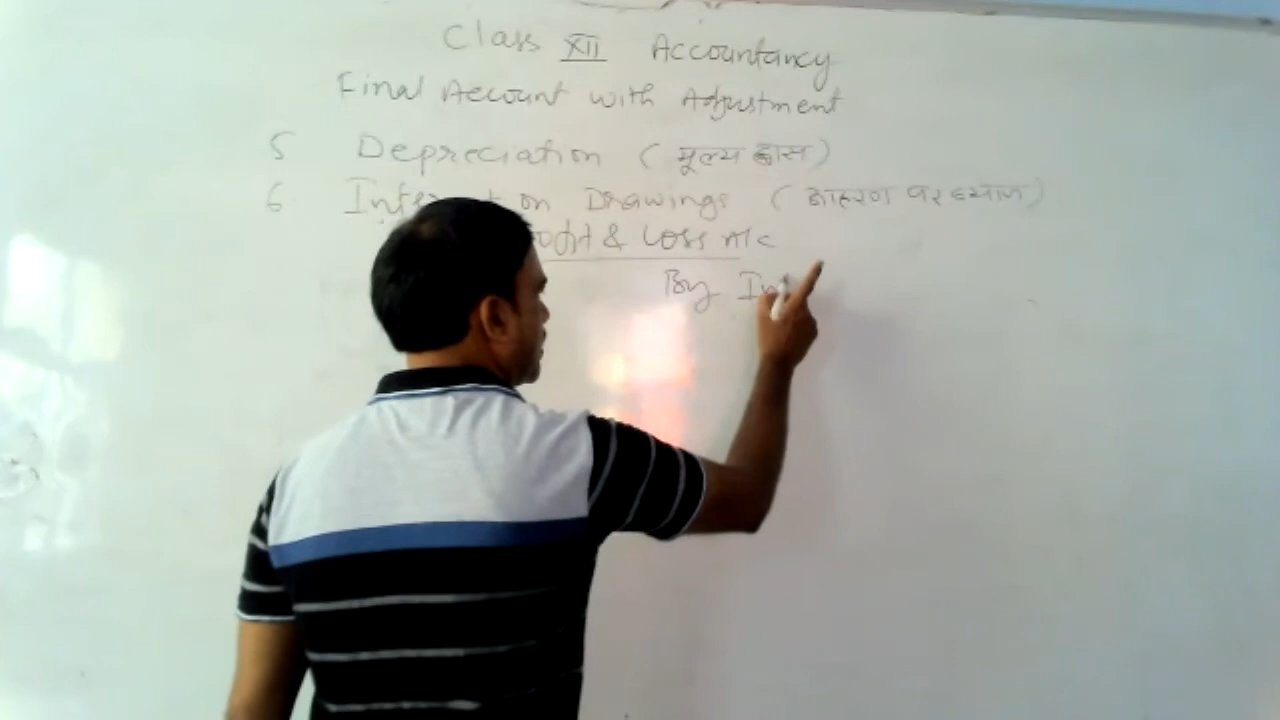 Class XII Accountancy
Final Account with Adjustment
5 Depreciation (मूल्य ह्रास)
6 on Drawings (आहरण पर ब्याज)
& Loss A/c
By